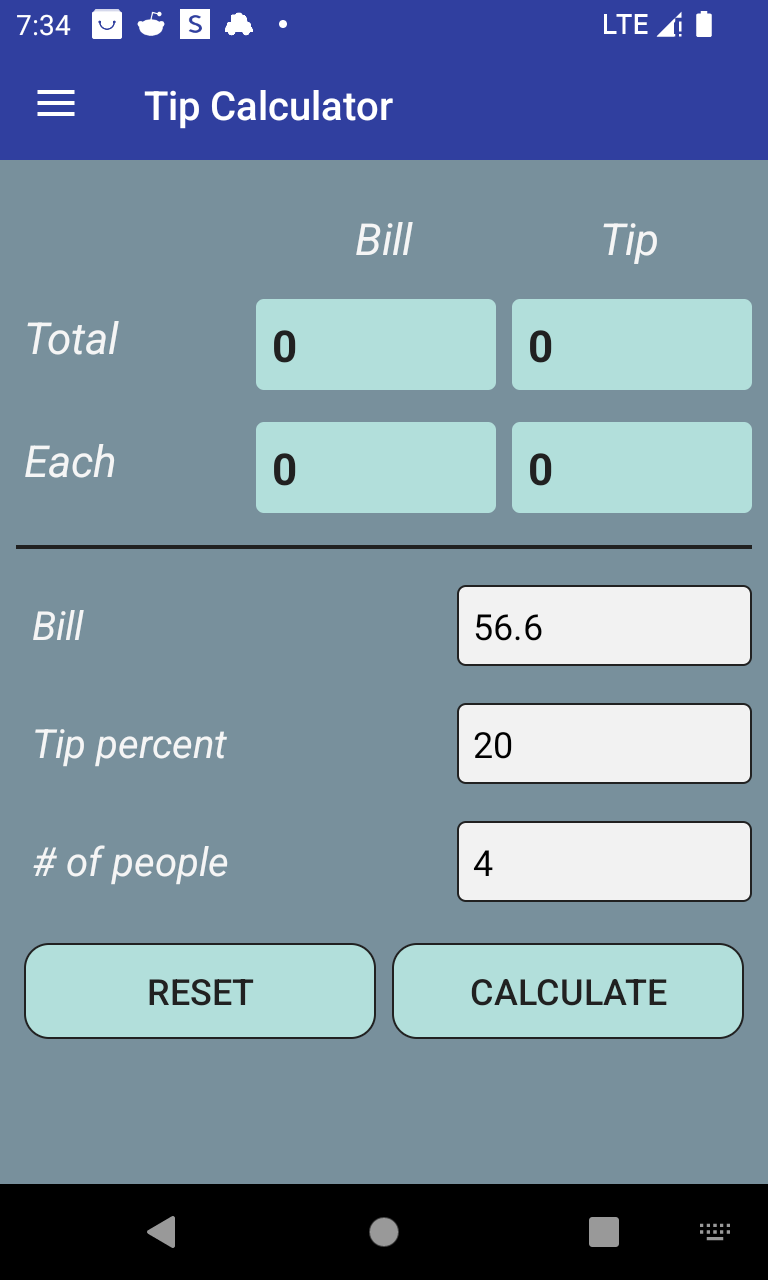 7:34 S LTE
Tip Calculator
Bill Tip
Total 0 0
Each 0 0
Bill 56.6
Tip percent 20
# of people 4
RESET CALCULATE